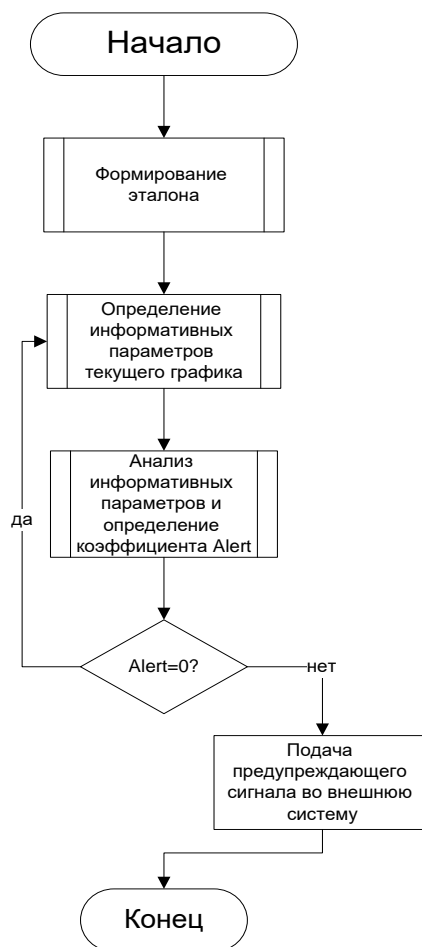 Начало
Формирование
эталона
Определение
информативных
параметров
текущего графика
Анализ
информативных
параметров и
определение
коэффициента Alert
да
Alert=0?
нет
Подача
предупреждающего
сигнала во внешнюю
систему
Конец